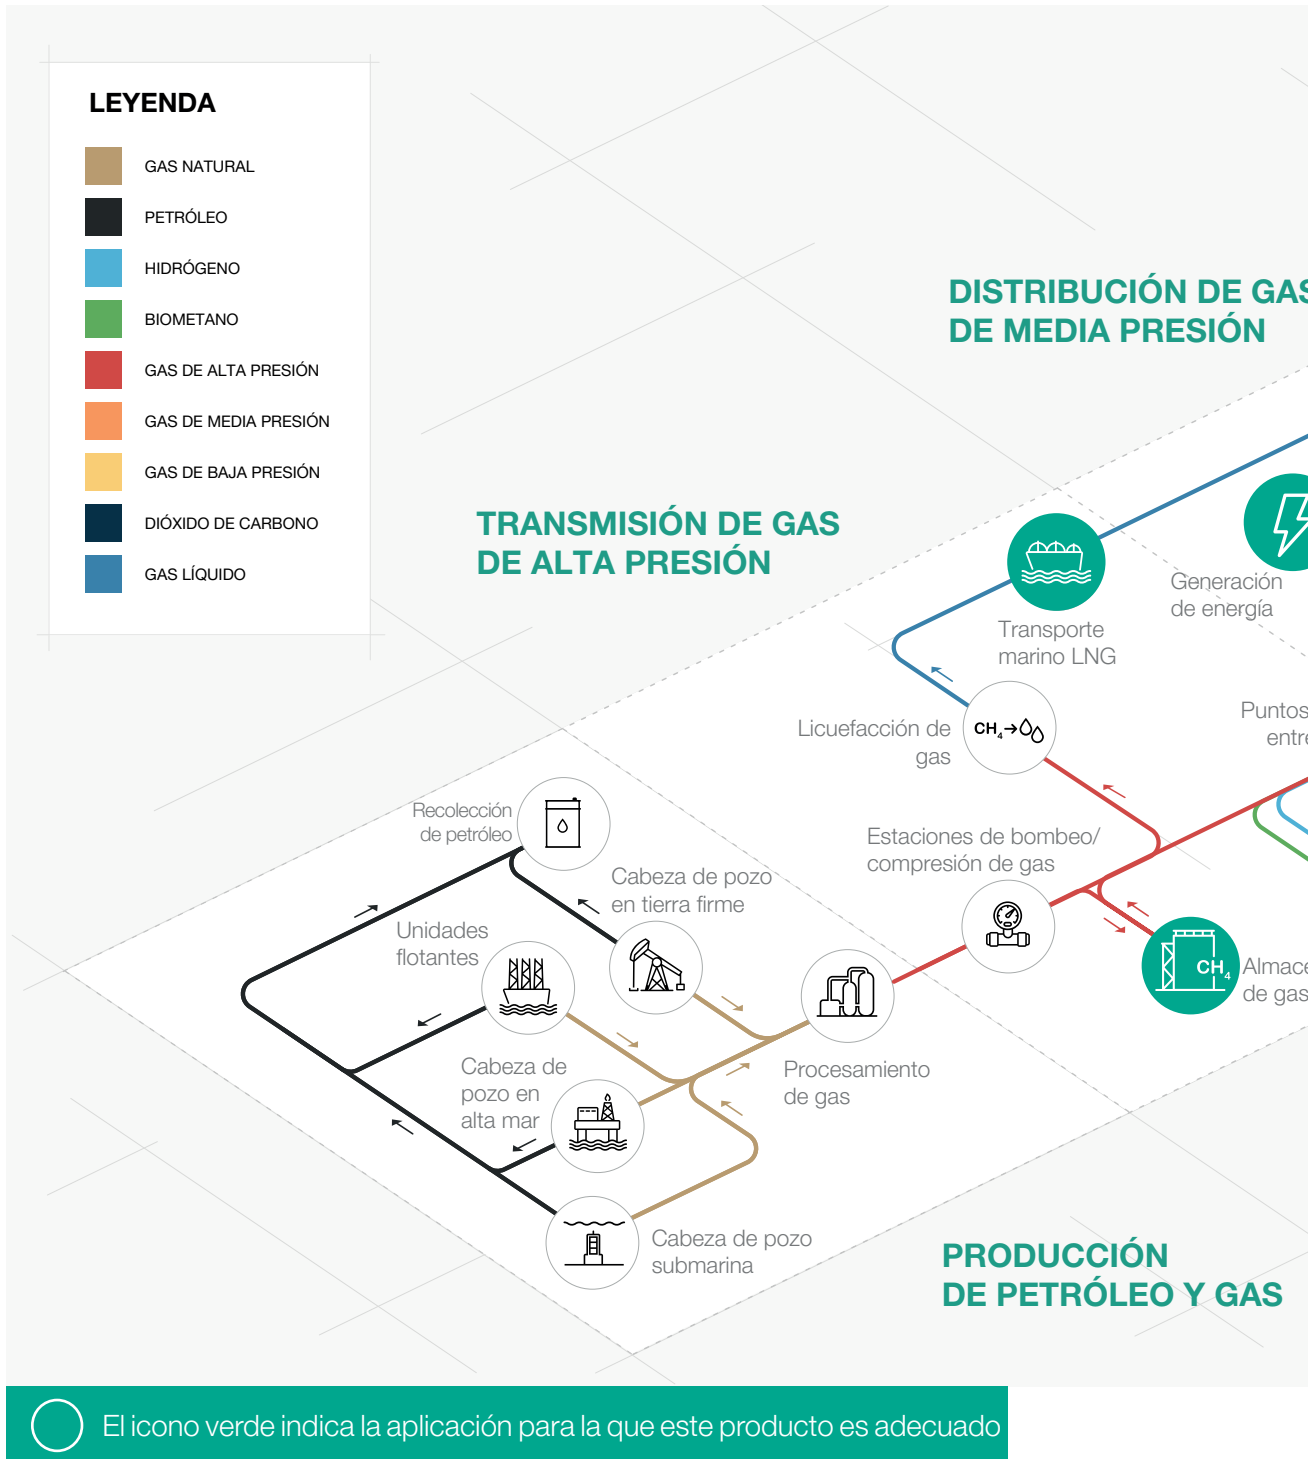 LEYENDA
GAS NATURAL
PETRÓLEO
HIDRÓGENO
BIOMETANO
GAS DE ALTA PRESIÓN
GAS DE MEDIA PRESIÓN
GAS DE BAJA PRESIÓN
DIÓXIDO DE CARBONO
GAS LÍQUIDO
DISTRIBUCIÓN DE GAS
DE MEDIA PRESIÓN
TRANSMISIÓN DE GAS
DE ALTA PRESIÓN
Generación
de energía
Transporte
marino LNG
Puntos
entre
Licuefacción de
gas
CH4→
Recolección
de petróleo
Estaciones de bombeo/
compresión de gas
Cabeza de pozo
en tierra firme
Unidades
flotantes
CH4
Almace
de gas
Cabeza de
pozo en
alta mar
Procesamiento
de gas
Cabeza de pozo
submarina
PRODUCCIÓN
DE PETRÓLEO Y GAS
El icono verde indica la aplicación para la que este producto es adecuado